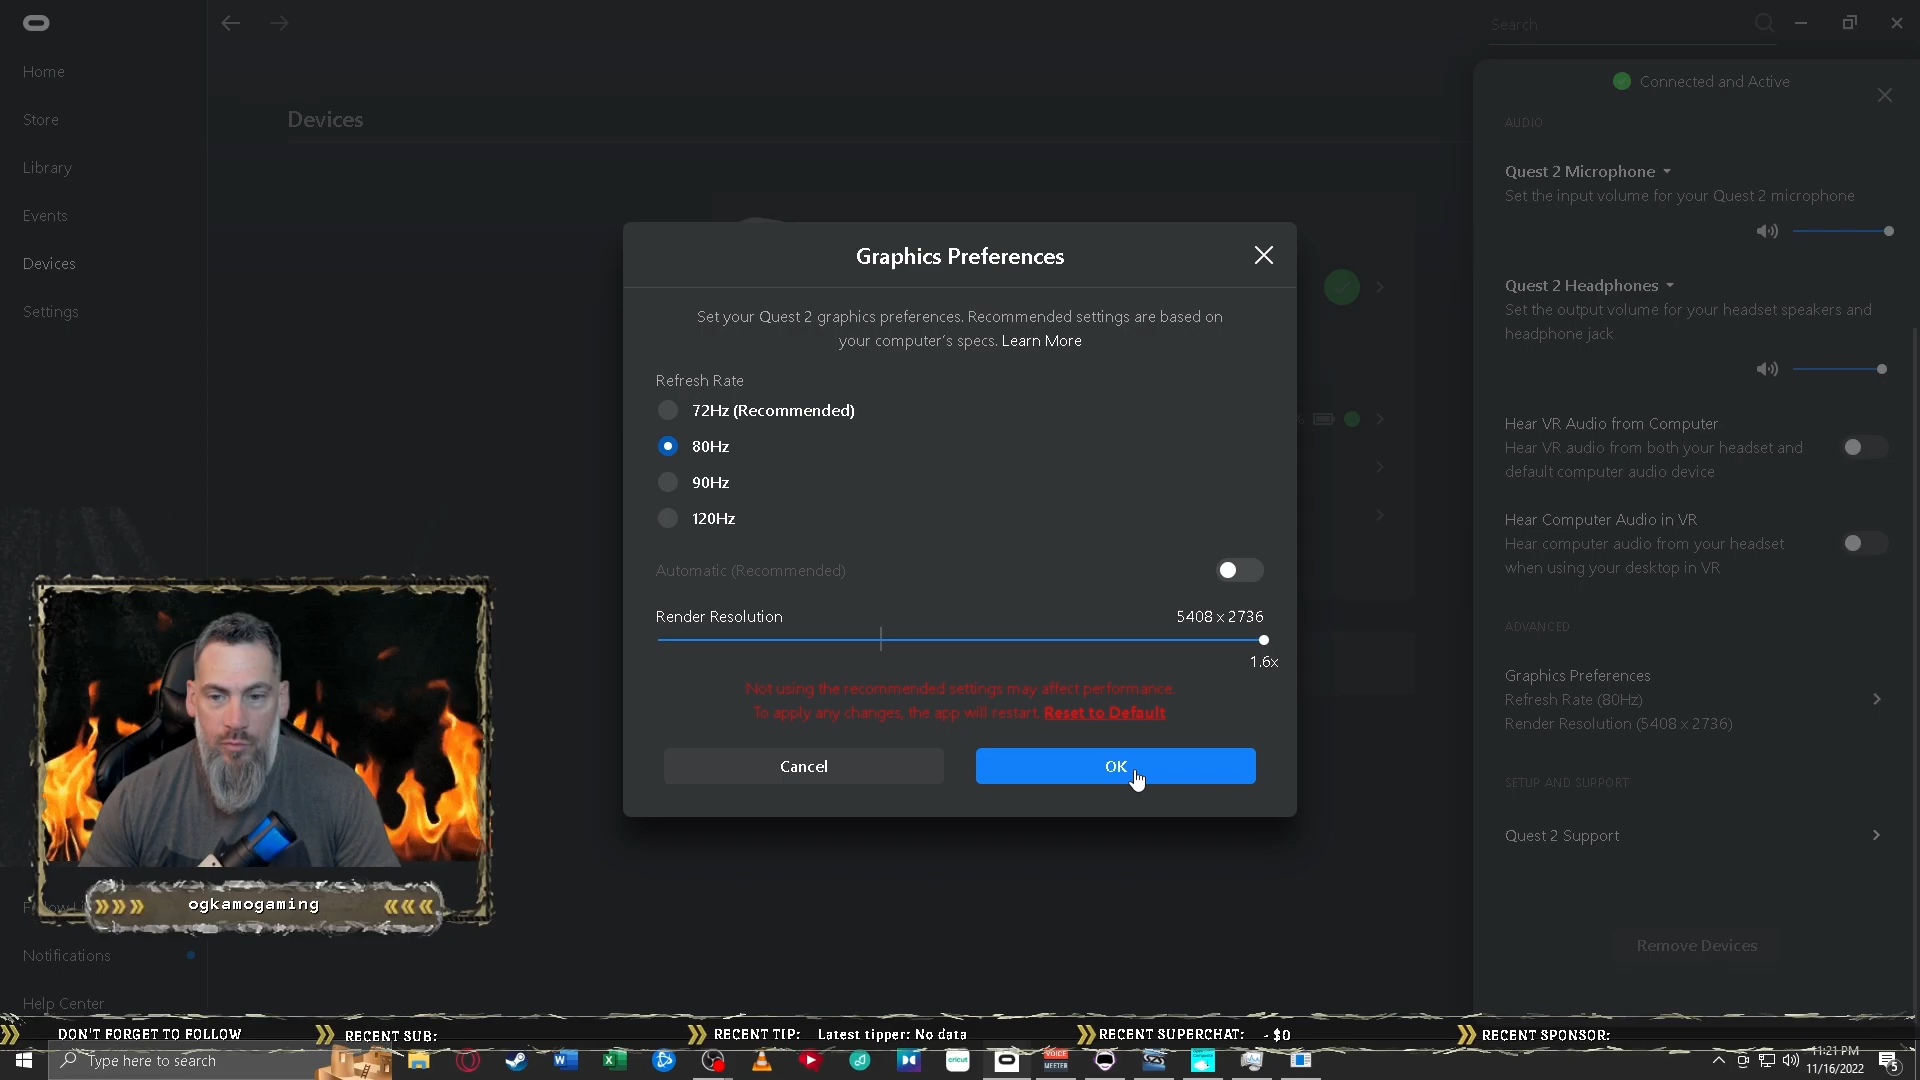 Search
Home
Store
Library
Events
Devices
Settings
Notifications
Help Center
Devices
Graphics Preferences
Set your Quest 2 graphics preferences. Recommended settings are based on
your computer's specs. Learn More
Refresh Rate
72Hz (Recommended)
80Hz
90Hz
120Hz
Automatic (Recommended)
Render Resolution
5408 x 2736
1.6x
Not using the recommended settings may affect performance.
To apply any changes, the app will restart. Reset to Default
Cancel
OK
Connected and Active
AUDIO
Quest 2 Microphone
Set the input volume for your Quest 2 microphone
Quest 2 Headphones
Set the output volume for your headset speakers and
headphone jack
Hear VR Audio from Computer
Hear VR audio from both your headset and
default computer audio device
Hear Computer Audio in VR
Hear computer audio from your headset
when using your desktop in VR
ADVANCED
Graphics Preferences
Refresh Rate (80Hz)
Render Resolution (5408 x 2736)
SETUP AND SUPPORT
Quest 2 Support
Remove Devices
ogkamogaming
DON'T FORGET TO FOLLOW
RECENT SUB:
RECENT TIP: Latest tipper: No data
RECENT SUPERCHAT: - $0
RECENT SPONSOR:
Type here to search
cricut
VOICE
MEETER
11:21 PM
11/16/2022
5